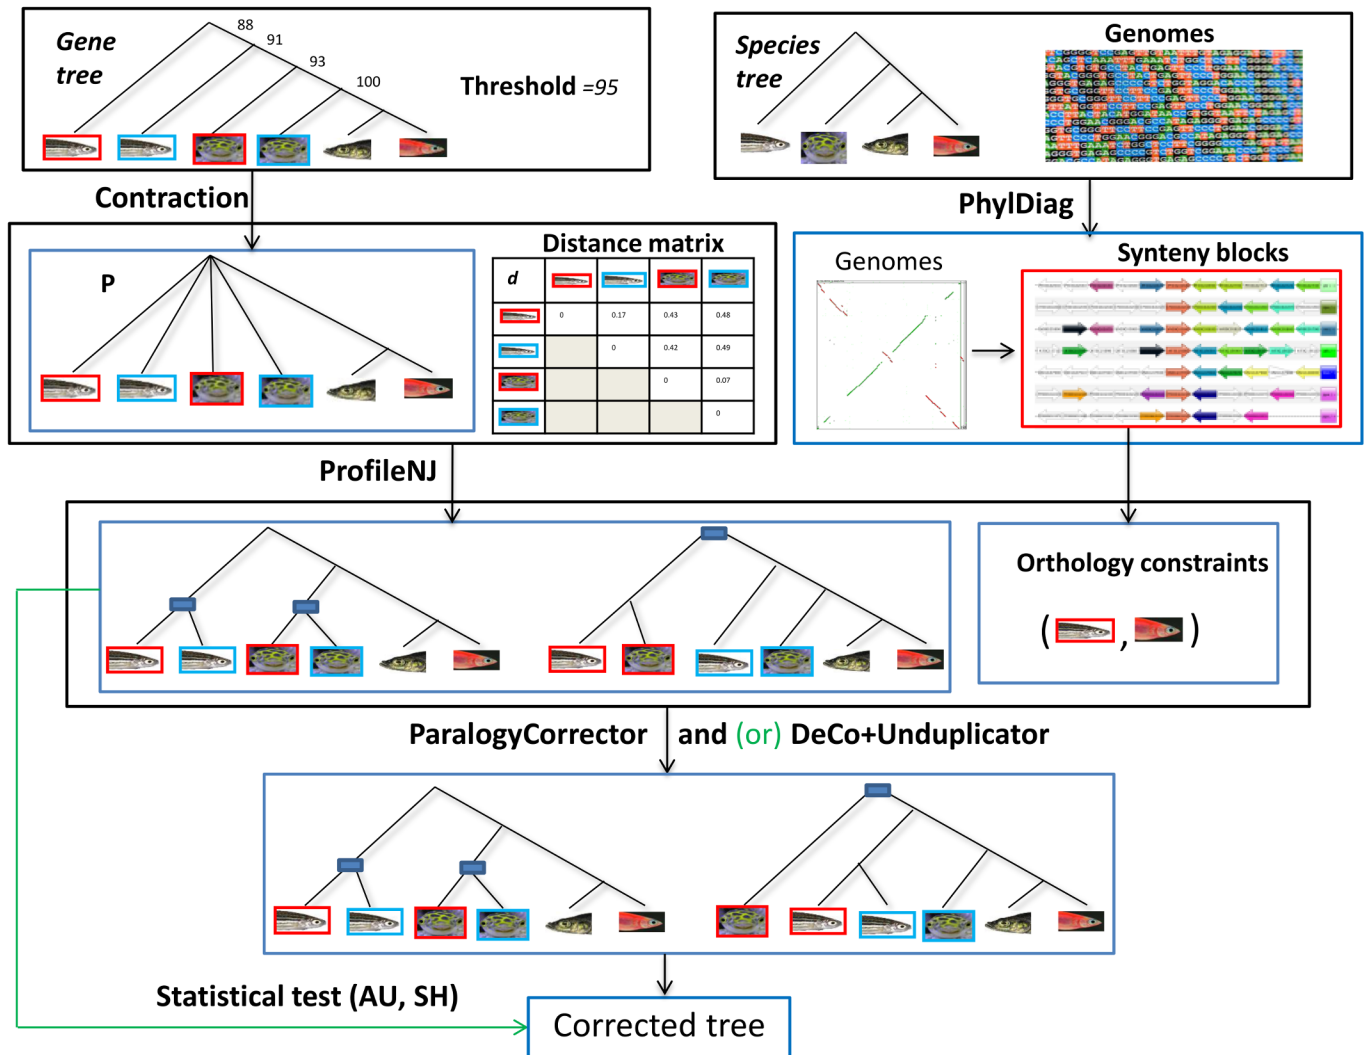 Gene
tree
88
91
93
100
Threshold =95
Species
tree
Genomes
Contraction
PhylDiag
P
Distance matrix
d
0 0.17 0.43 0.48
0 0.42 0.49
0 0.07
0
Genomes
Synteny blocks
ProfileNJ
Orthology constraints
( , )
ParalogyCorrector and (or) DeCo+Unduplicator
Statistical test (AU, SH)
Corrected tree